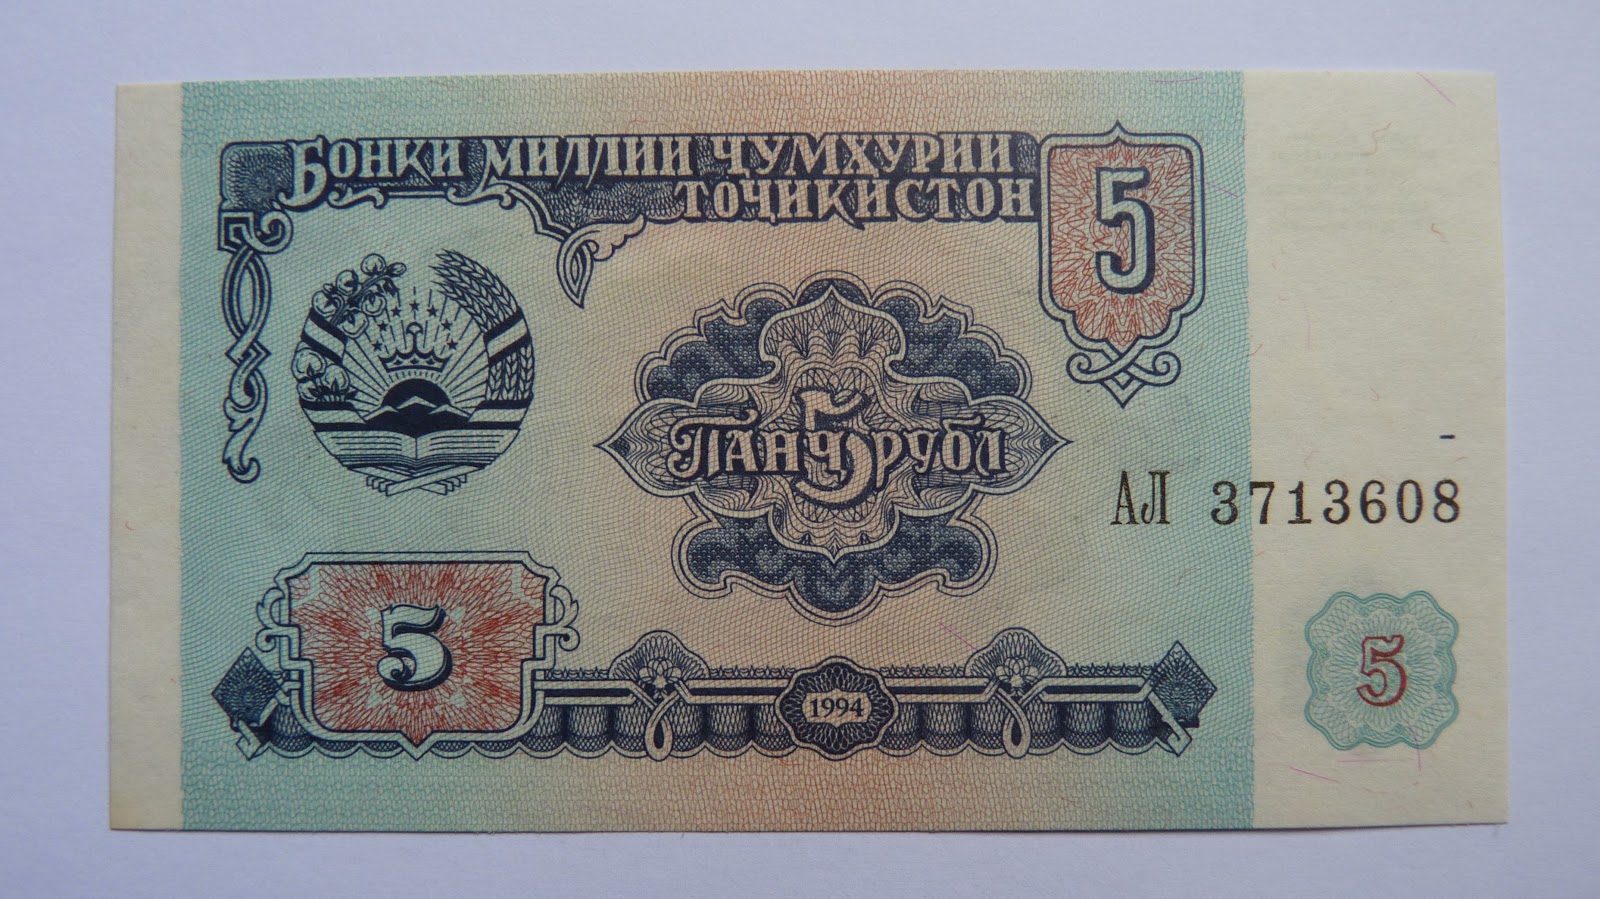 БОНКИ МИЛЛИИ ҶУМҲУРИИ
ТОҶИКИСТОН
5
5
ПАНҶ РУБЛ
АЛ 3713608
5
1994
5